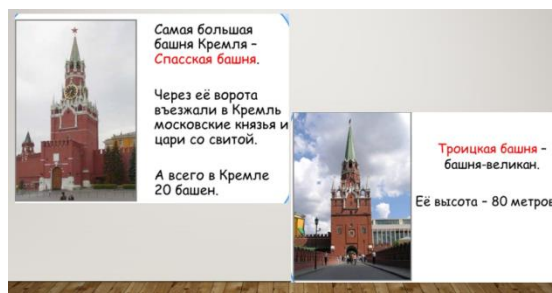 Самая большая
башня Кремля –
Спасская башня.
Через её ворота
въезжали в Кремль
московские князья и
цари со свитой.
А всего в Кремле
20 башен.
Троицкая башня –
башня-великан.
Её высота – 80 метров